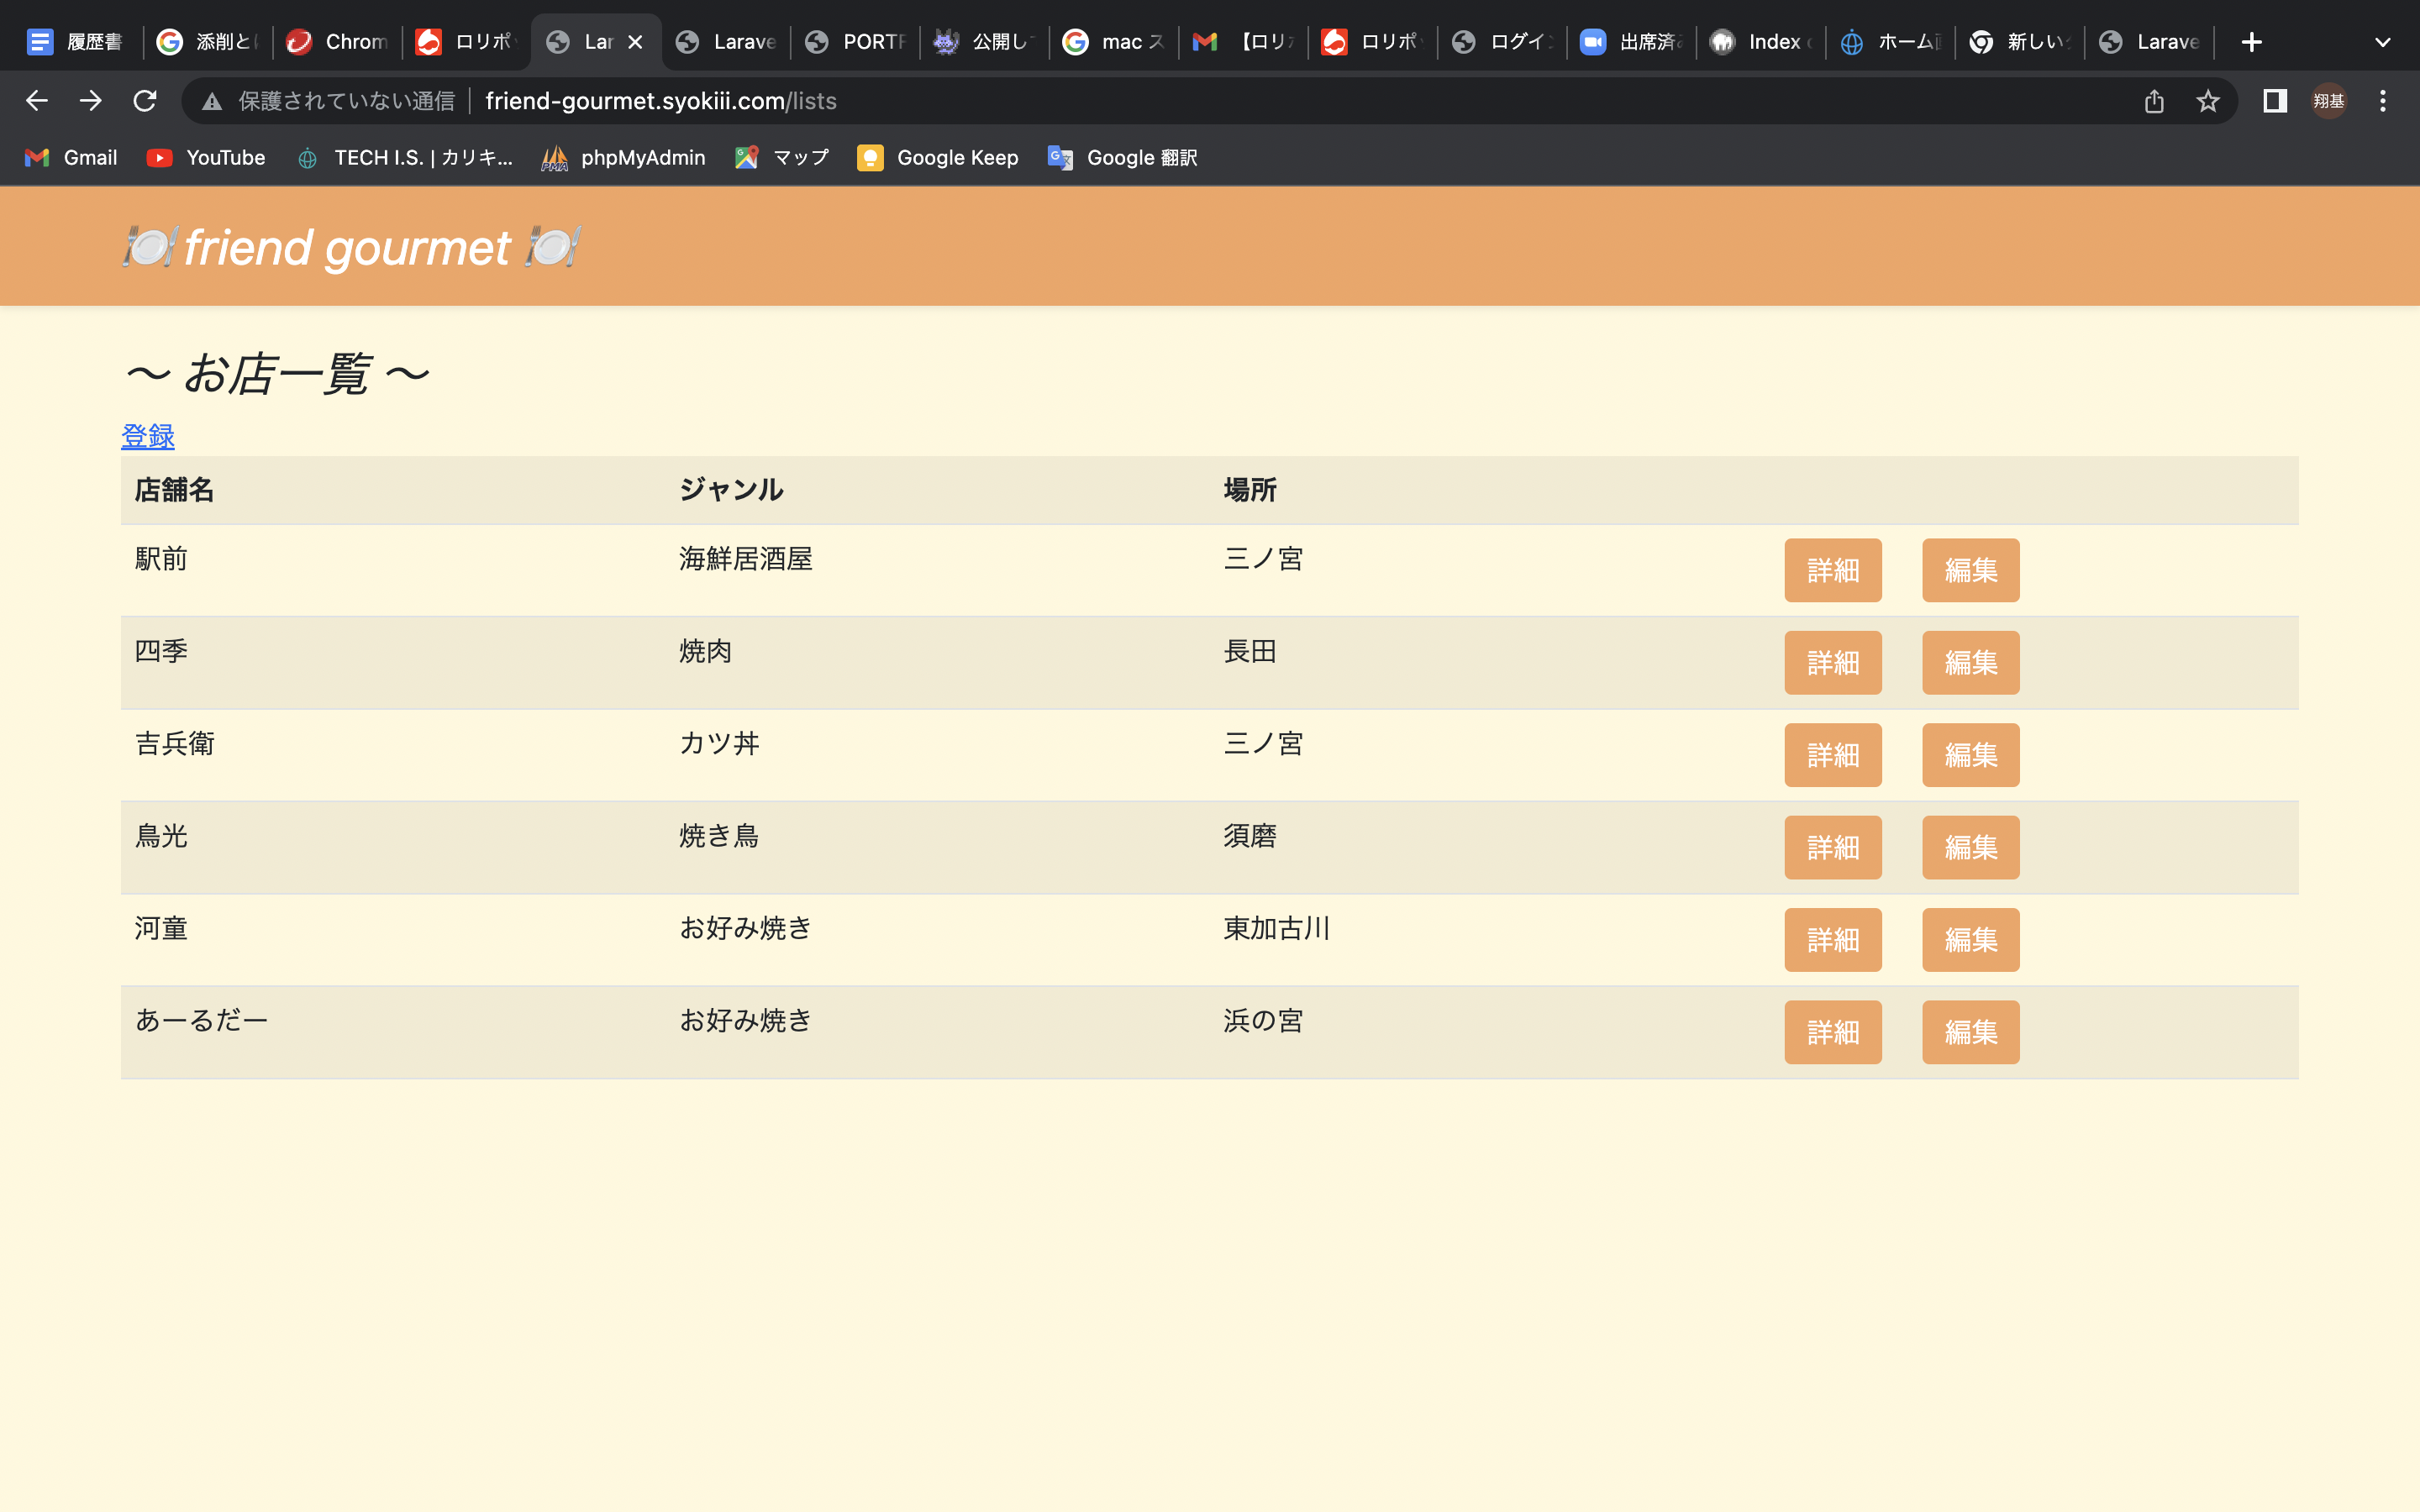 履歴書 添削と Chrom ロリポ Lar Larave PORTF 公開し mac ス 【ロリ ロリポ ログイ 出席済 Index ホーム 新しい Larave
保護されていない通信 friend-gourmet.syokiii.com/lists 翔基
Gmail YouTube TECH I.S. | カリキ... phpMyAdmin マップ Google Keep Google 翻訳
friend gourmet
〜 お店一覧 〜
登録
店舗名 ジャンル 場所
駅前 海鮮居酒屋 三ノ宮 詳細 編集
四季 焼肉 長田 詳細 編集
吉兵衛 カツ丼 三ノ宮 詳細 編集
鳥光 焼き鳥 須磨 詳細 編集
河童 お好み焼き 東加古川 詳細 編集
あーるだー お好み焼き 浜の宮 詳細 編集